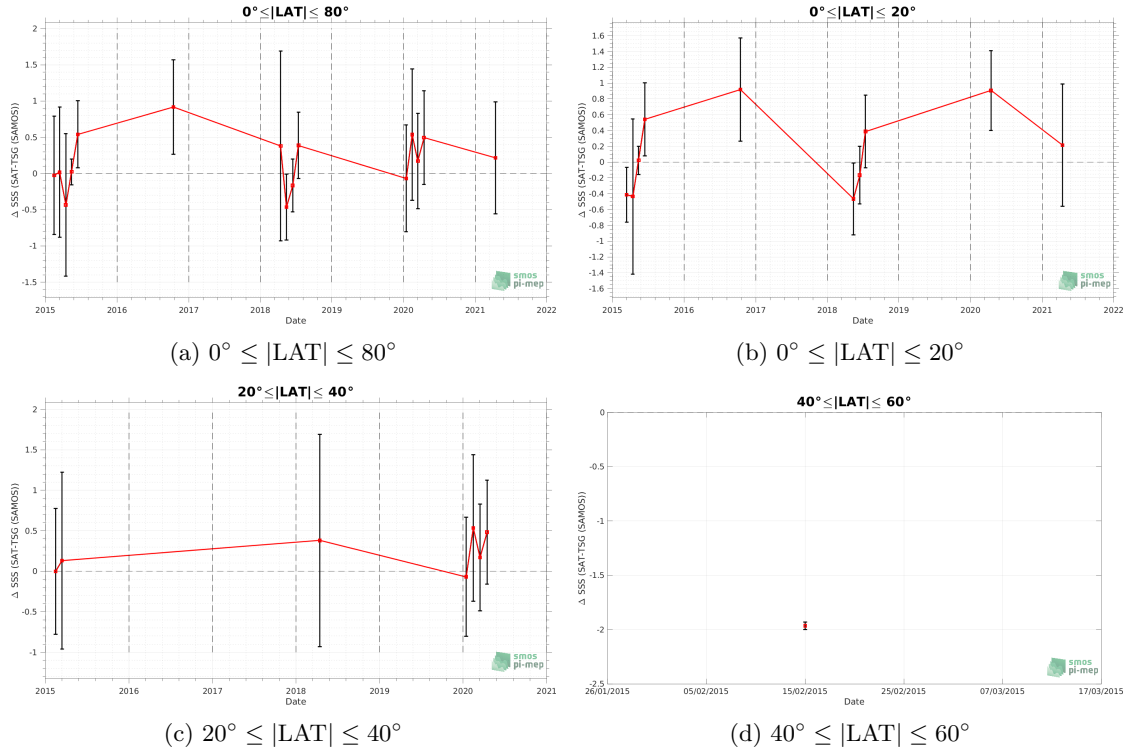 0°≤|LAT|≤ 80°
Δ SSS (SAT-TSG (SAMOS))
2
1.5
1
0.5
0
-0.5
-1
-1.5
2015 2016 2017 2018 2019 2020 2021 2022
Date
smos
pi-mep
(a) 0° ≤ |LAT| ≤ 80°
0°≤|LAT|≤ 20°
Δ SSS (SAT-TSG (SAMOS))
1.6
1.4
1.2
1
0.8
0.6
0.4
0.2
0
-0.2
-0.4
-0.6
-0.8
-1
-1.2
-1.4
-1.6
2015 2016 2017 2018 2019 2020 2021 2022
Date
smos
pi-mep
(b) 0° ≤ |LAT| ≤ 20°
20°≤|LAT|≤ 40°
Δ SSS (SAT-TSG (SAMOS))
2
1.5
1
0.5
0
-0.5
-1
2015 2016 2017 2018 2019 2020 2021
Date
smos
pi-mep
(c) 20° ≤ |LAT| ≤ 40°
40°≤|LAT|≤ 60°
Δ SSS (SAT-TSG (SAMOS))
0
-0.5
-1
-1.5
-2
-2.5
26/01/2015 05/02/2015 15/02/2015 25/02/2015 07/03/2015 17/03/2015
Date
smos
pi-mep
(d) 40° ≤ |LAT| ≤ 60°